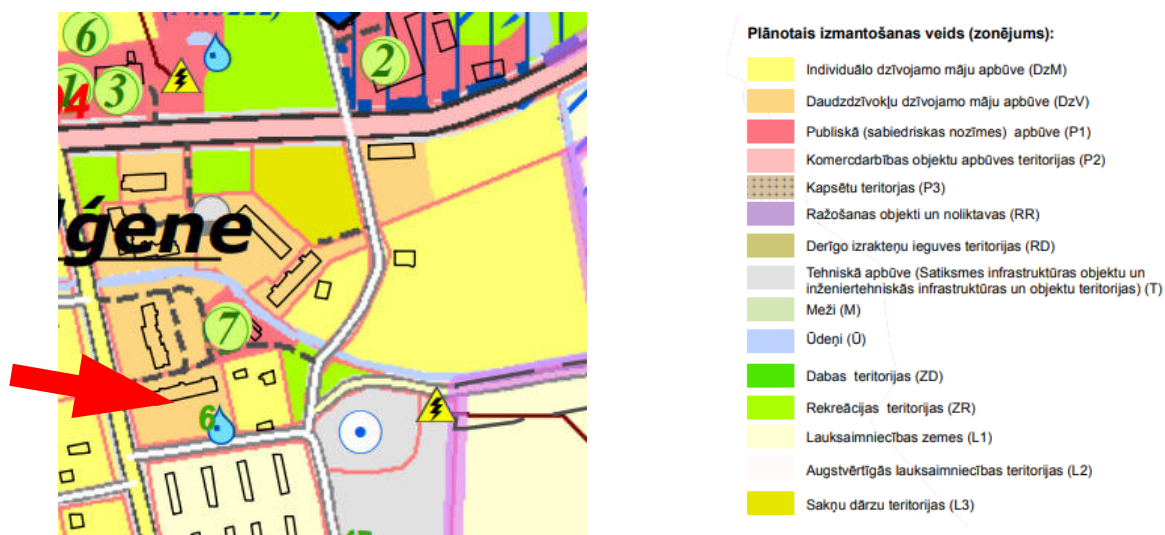 6
2
1
3
04
ģene
7
6
Plānotais izmantošanas veids (zonējums):
Individuālo dzīvojamo māju apbūve (DzM)
Daudzdzīvokļu dzīvojamo māju apbūve (DzV)
Publiskā (sabiedriskas nozīmes) apbūve (P1)
Komercdarbības objektu apbūves teritorijas (P2)
Kapsētu teritorjas (P3)
Ražošanas objekti un noliktavas (RR)
Derīgo izrakteņu ieguves teritorijas (RD)
Tehniskā apbūve (Satiksmes infrastruktūras objektu un
inženiertehniskās infrastruktūras un objektu teritorijas) (T)
Meži (M)
Ūdeņi (Ū)
Dabas teritorijas (ZD)
Rekreācijas teritorijas (ZR)
Lauksaimniecības zemes (L1)
Augstvērtīgās lauksaimniecības teritorijas (L2)
Sakņu dārzu teritorijas (L3)